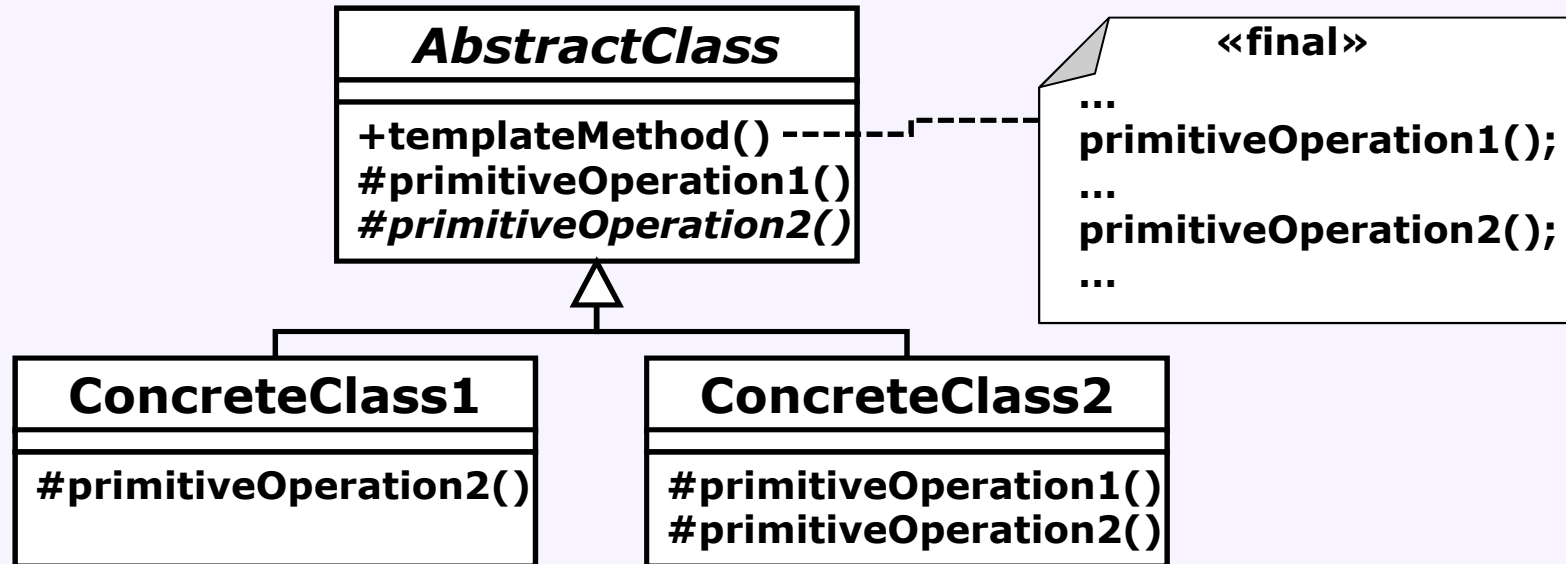 AbstractClass
+templateMethod()
#primitiveOperation1()
#primitiveOperation2()
«final»
...
primitiveOperation1();
...
primitiveOperation2();
...
ConcreteClass1
#primitiveOperation2()
ConcreteClass2
#primitiveOperation1()
#primitiveOperation2()